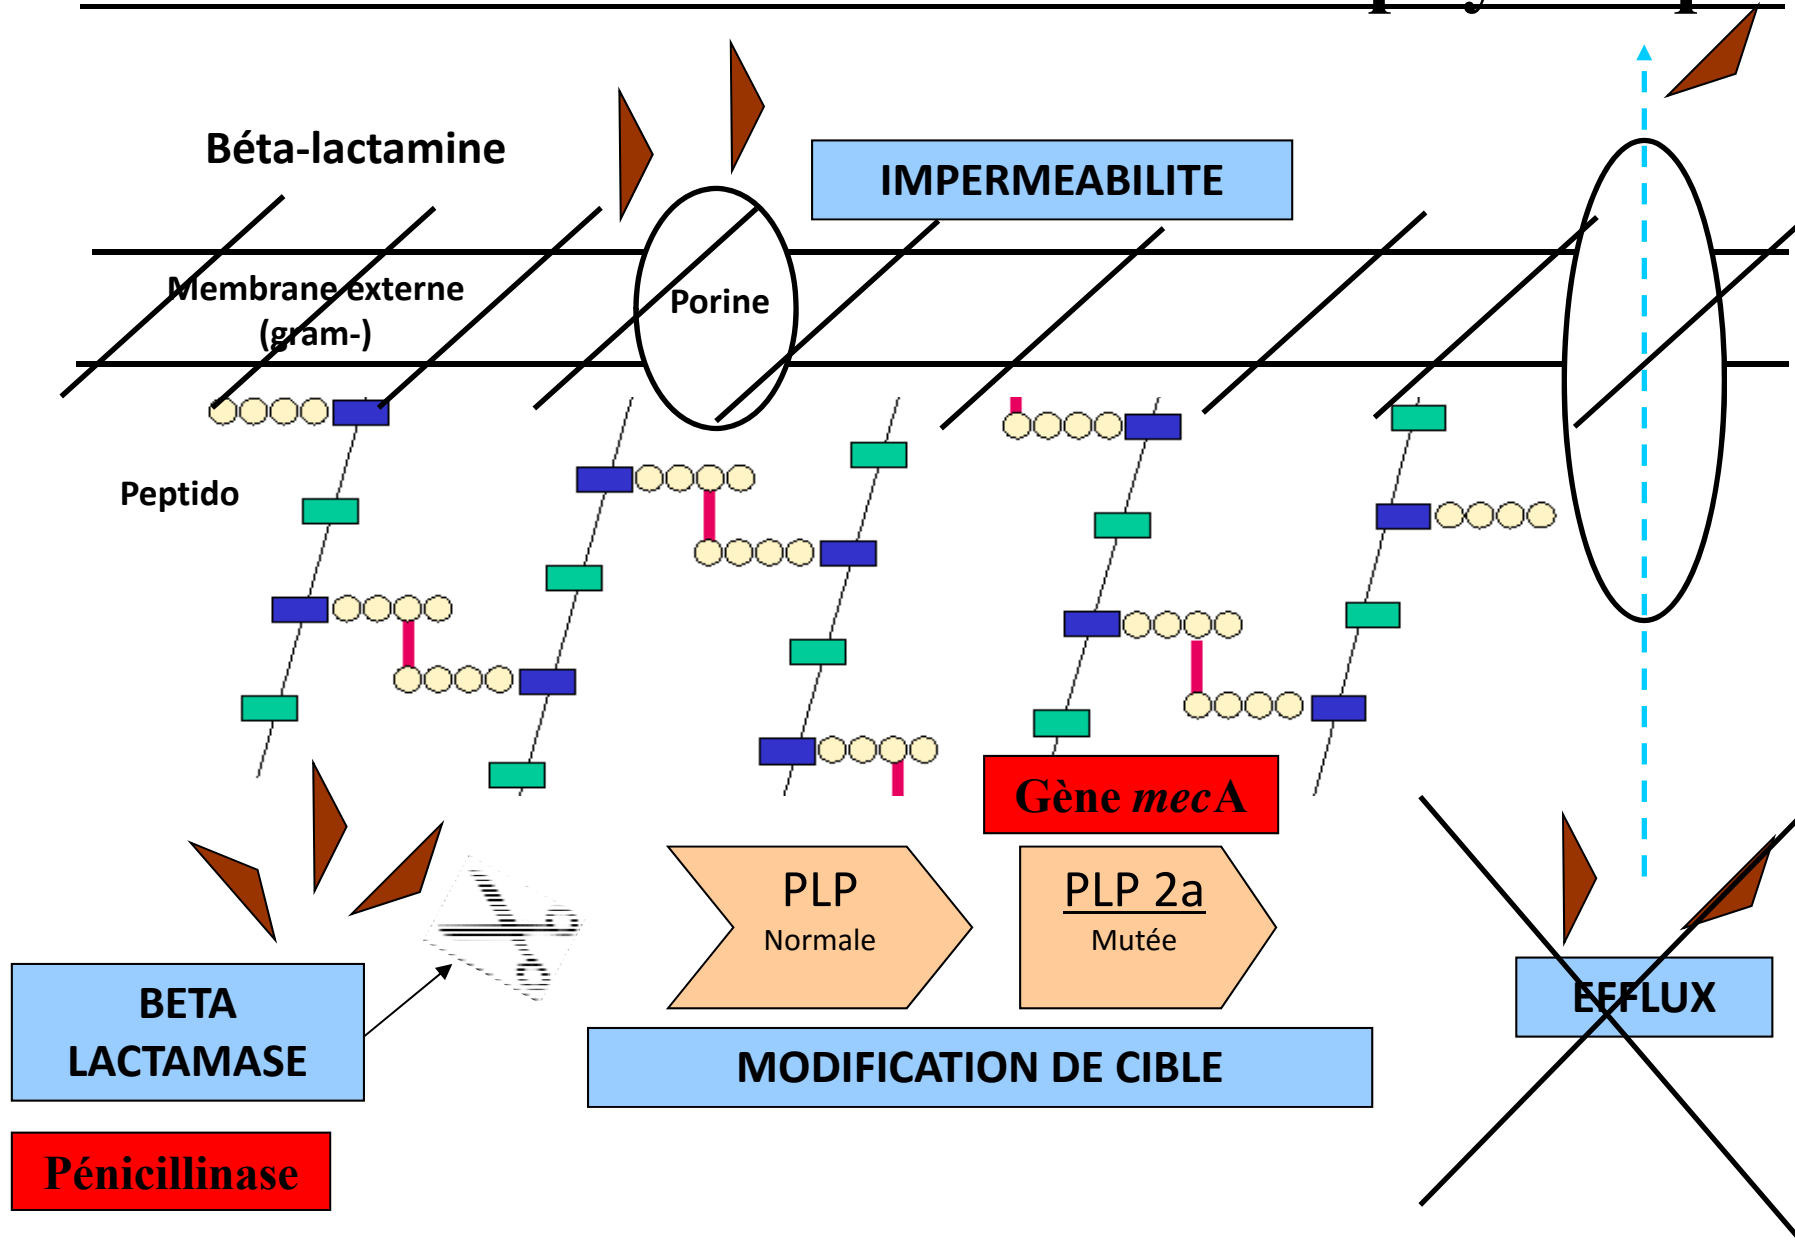 Béta-lactamine
IMPERMEABILITE
Membrane externe
(gram-)
Porine
Peptido
Gène mecA
PLP
Normale
PLP 2a
Mutée
BETA
LACTAMASE
EFFLUX
MODIFICATION DE CIBLE
Pénicillinase